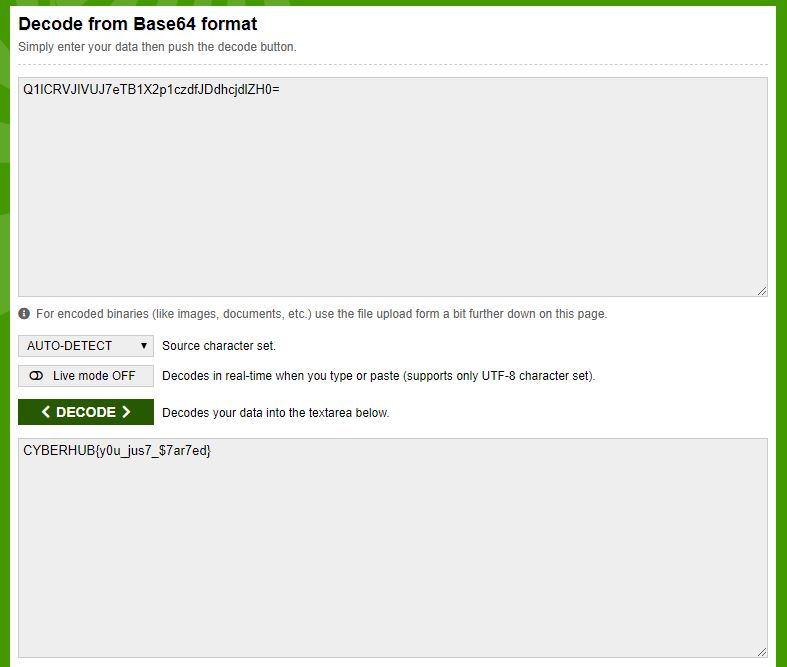 Decode from Base64 format
Simply enter your data then push the decode button.
Q1lCRVJIVUJ7eTB1X2p1czdfJDdhcjdlZH0=
For encoded binaries (like images, documents, etc.) use the file upload form a bit further down on this page.
AUTO-DETECT Source character set.
Live mode OFF Decodes in real-time when you type or paste (supports only UTF-8 character set).
< DECODE > Decodes your data into the textarea below.
CYBERHUB{y0u_jus7_$7ar7ed}